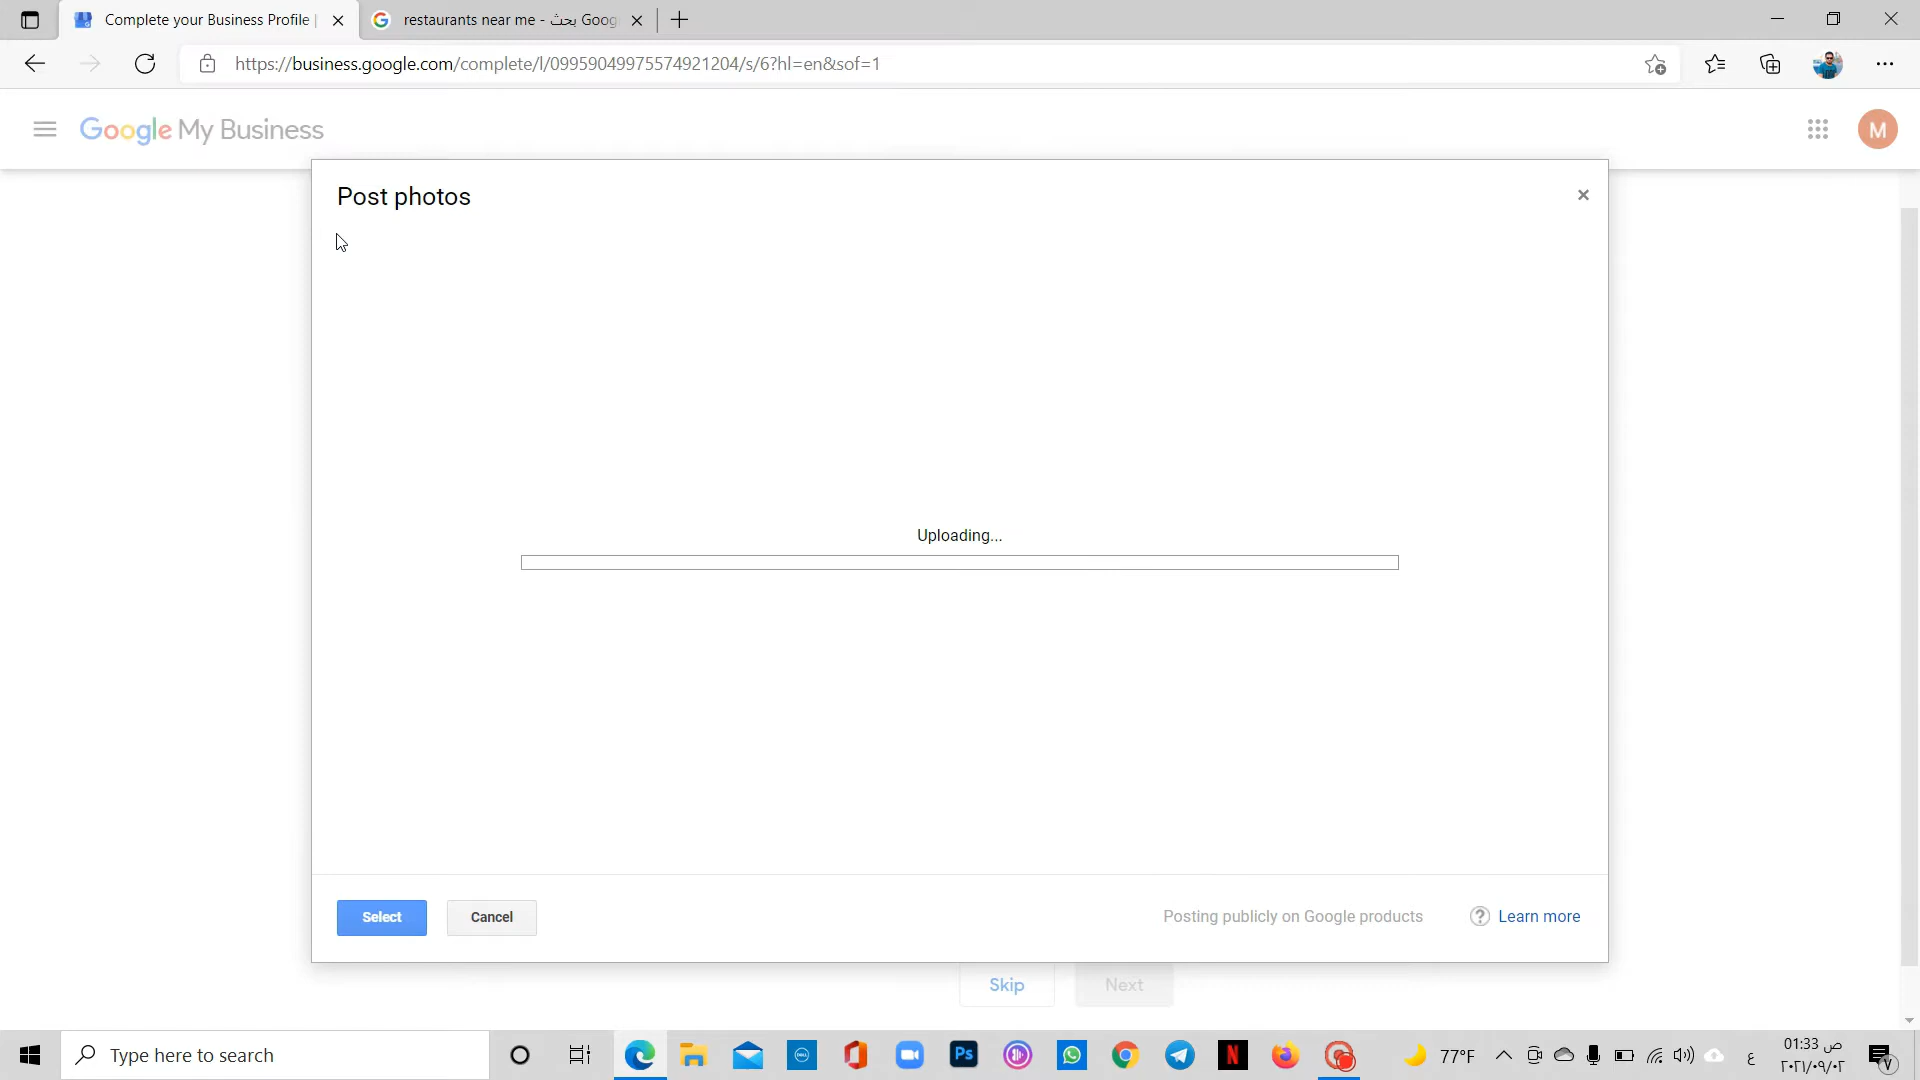 Complete your Business Profile |
restaurants near me - بحث Goog
https://business.google.com/complete/l/09959049975574921204/s/6?hl=en&sof=1
Google My Business
M
Post photos
Uploading...
Select
Cancel
Posting publicly on Google products
? Learn more
Skip
Next
Type here to search
DELL
Ps
N
77°F
ع
01:33 ص
٢٠٢١/٠٩/٠٢